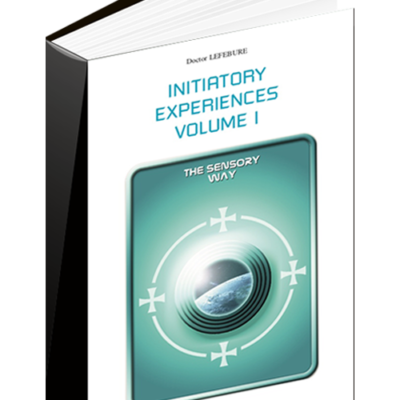 Doctor LEFEBURE
INITIATORY
EXPERIENCES
VOLUME I
THE SENSORY
WAY